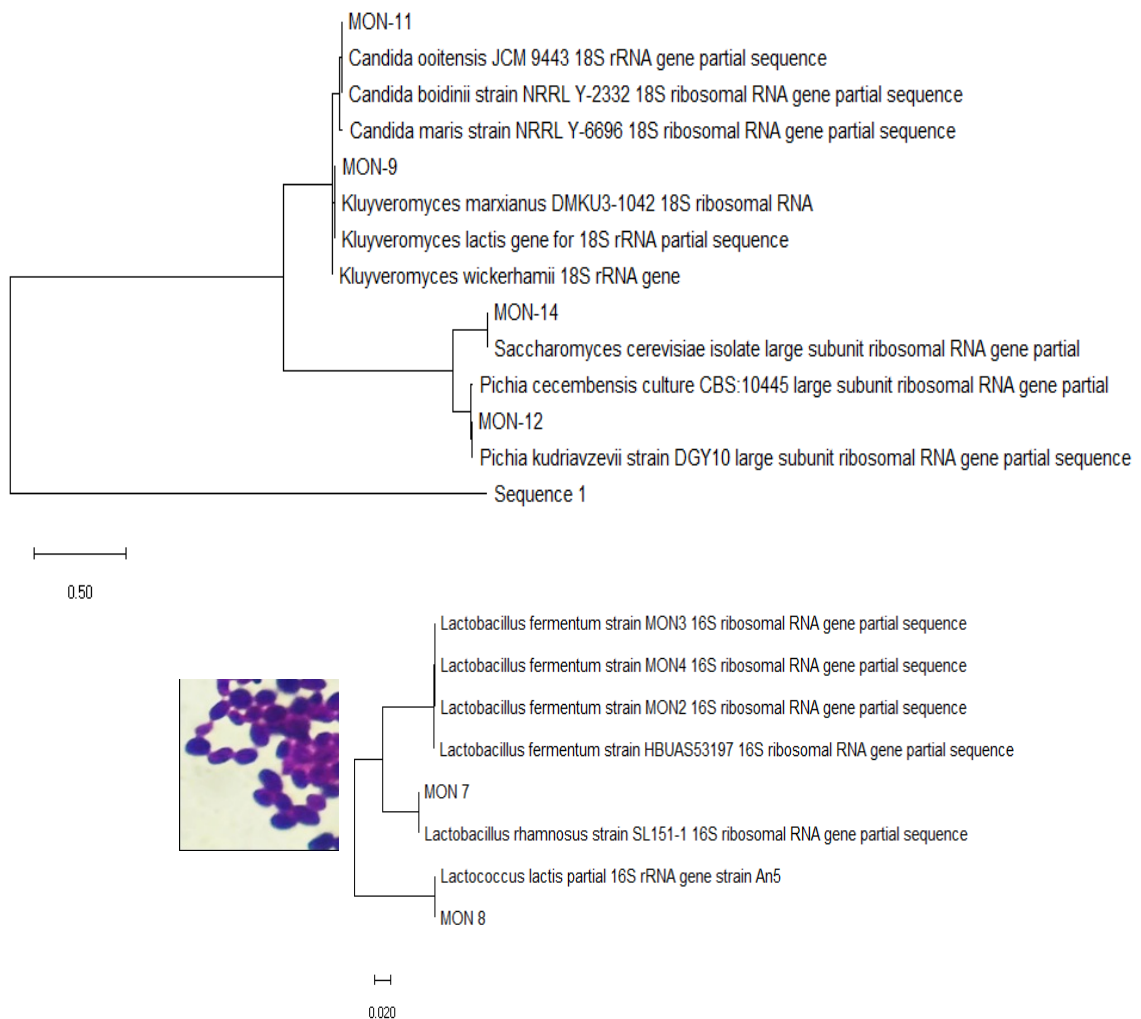 MON-11
Candida ooitensis JCM 9443 18S rRNA gene partial sequence
Candida boidinii strain NRRL Y-2332 18S ribosomal RNA gene partial sequence
Candida maris strain NRRL Y-6696 18S ribosomal RNA gene partial sequence
MON-9
Kluyveromyces marxianus DMKU3-1042 18S ribosomal RNA
Kluyveromyces lactis gene for 18S rRNA partial sequence
Kluyveromyces wickerhamii 18S rRNA gene
MON-14
Saccharomyces cerevisiae isolate large subunit ribosomal RNA gene partial
Pichia cecembensis culture CBS:10445 large subunit ribosomal RNA gene partial
MON-12
Pichia kudriavzevii strain DGY10 large subunit ribosomal RNA gene partial sequence
Sequence 1
0.50
Lactobacillus fermentum strain MON3 16S ribosomal RNA gene partial sequence
Lactobacillus fermentum strain MON4 16S ribosomal RNA gene partial sequence
Lactobacillus fermentum strain MON2 16S ribosomal RNA gene partial sequence
Lactobacillus fermentum strain HBUAS53197 16S ribosomal RNA gene partial sequence
MON 7
Lactobacillus rhamnosus strain SL151-1 16S ribosomal RNA gene partial sequence
Lactococcus lactis partial 16S rRNA gene strain An5
MON 8
0.020